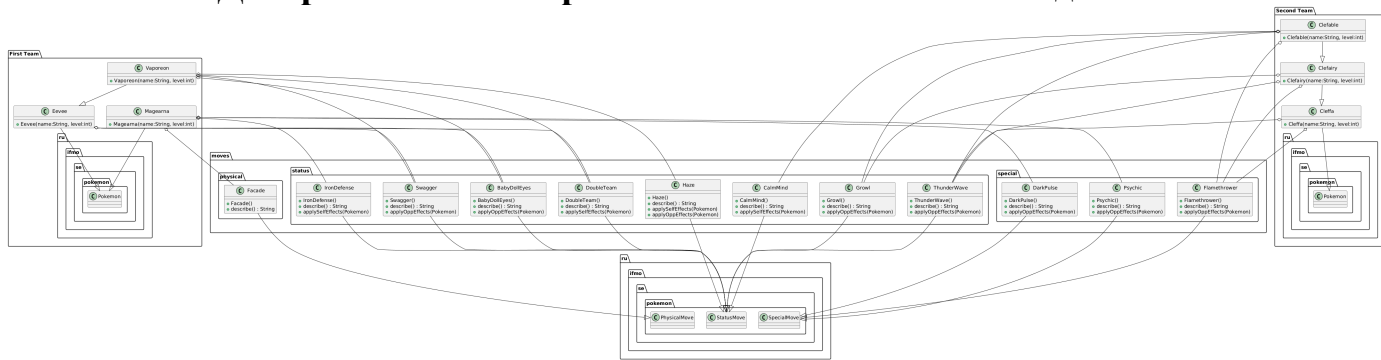 Second Team
Clefable
Clefable(name:String, level:int)
First Team
Vaporeon
Vaporeon(name:String, level:int)
Clefairy
Clefairy(name:String, level:int)
Eevee
Eevee(name:String, level:int)
Magearna
Magearna(name:String, level:int)
Cleffa
Cleffa(name:String, level:int)
ru
ifmo
se
pokemon
Pokemon
ru
ifmo
se
pokemon
Pokemon
moves
physical
Facade
Facade()
describe() : String
status
IronDefense
IronDefense()
describe() : String
applySelfEffects(Pokemon)
Swagger
Swagger()
describe() : String
applyOppEffects(Pokemon)
BabyDollEyes
BabyDollEyes()
describe() : String
applyOppEffects(Pokemon)
DoubleTeam
DoubleTeam()
describe() : String
applySelfEffects(Pokemon)
Haze
Haze()
describe() : String
applySelfEffects(Pokemon)
applyOppEffects(Pokemon)
CalmMind
CalmMind()
describe() : String
applySelfEffects(Pokemon)
Growl
Growl()
describe() : String
applyOppEffects(Pokemon)
ThunderWave
ThunderWave()
describe() : String
applyOppEffects(Pokemon)
special
DarkPulse
DarkPulse()
describe() : String
applyOppEffects(Pokemon)
Psychic
Psychic()
describe() : String
applyOppEffects(Pokemon)
Flamethrower
Flamethrower()
describe() : String
applyOppEffects(Pokemon)
ru
ifmo
se
pokemon
PhysicalMove
StatusMove
SpecialMove